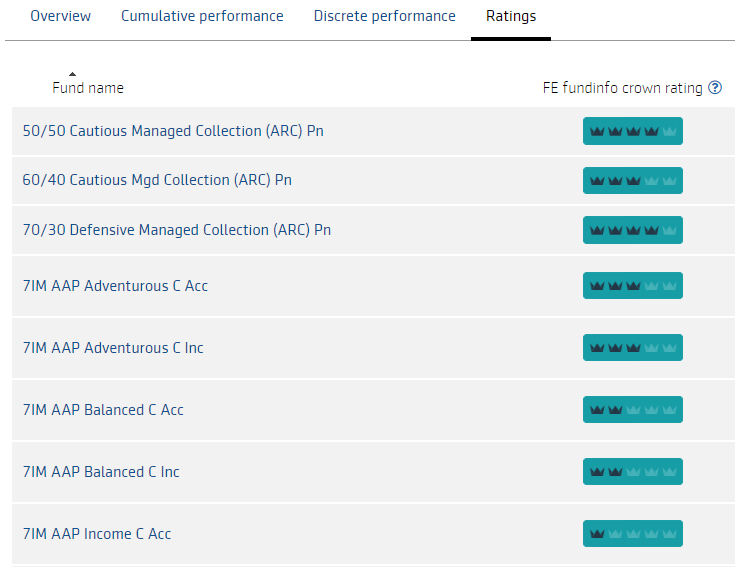 Overview Cumulative performance Discrete performance Ratings
Fund name FE fundinfo crown rating ?
50/50 Cautious Managed Collection (ARC) Pn
60/40 Cautious Mgd Collection (ARC) Pn
70/30 Defensive Managed Collection (ARC) Pn
7IM AAP Adventurous C Acc
7IM AAP Adventurous C Inc
7IM AAP Balanced C Acc
7IM AAP Balanced C Inc
7IM AAP Income C Acc